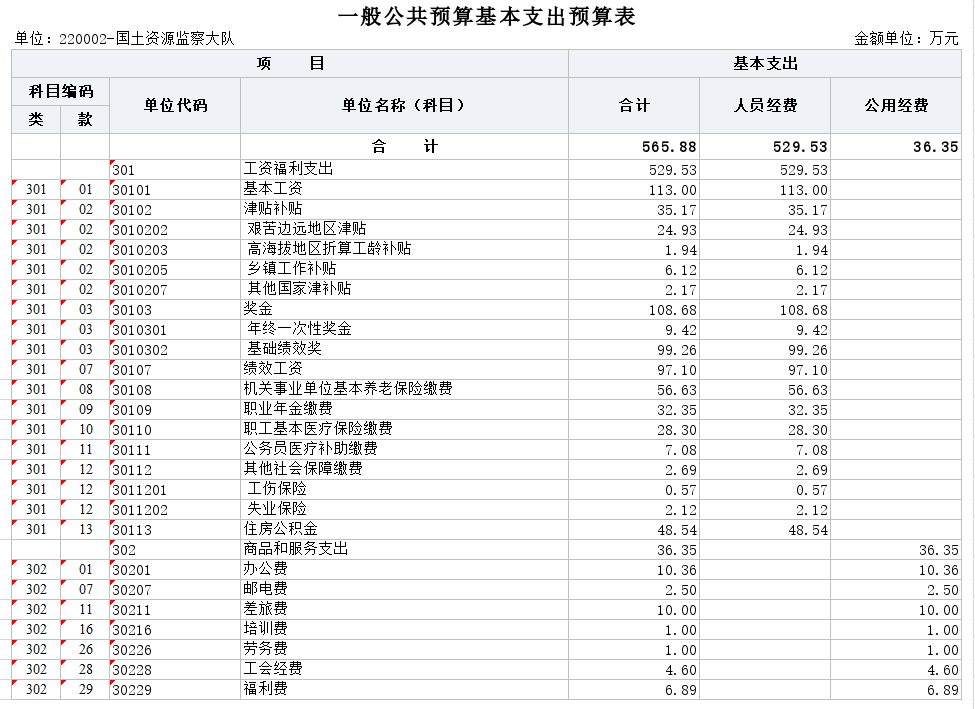 一般公共预算基本支出预算表
单位：220002-国土资源监察大队 金额单位：万元
项 目 基本支出
科目编码 单位代码 单位名称（科目） 合计 人员经费 公用经费
类 款
合 计 565.88 529.53 36.35
301 工资福利支出 529.53 529.53
301 01 30101 基本工资 113.00 113.00
301 02 30102 津贴补贴 35.17 35.17
301 02 3010202 艰苦边远地区津贴 24.93 24.93
301 02 3010203 高海拔地区折算工龄补贴 1.94 1.94
301 02 3010205 乡镇工作补贴 6.12 6.12
301 02 3010207 其他国家津补贴 2.17 2.17
301 03 30103 奖金 108.68 108.68
301 03 3010301 年终一次性奖金 9.42 9.42
301 03 3010302 基础绩效奖 99.26 99.26
301 07 30107 绩效工资 97.10 97.10
301 08 30108 机关事业单位基本养老保险缴费 56.63 56.63
301 09 30109 职业年金缴费 32.35 32.35
301 10 30110 职工基本医疗保险缴费 28.30 28.30
301 11 30111 公务员医疗补助缴费 7.08 7.08
301 12 30112 其他社会保障缴费 2.69 2.69
301 12 3011201 工伤保险 0.57 0.57
301 12 3011202 失业保险 2.12 2.12
301 13 30113 住房公积金 48.54 48.54
302 商品和服务支出 36.35 36.35
302 01 30201 办公费 10.36 10.36
302 07 30207 邮电费 2.50 2.50
302 11 30211 差旅费 10.00 10.00
302 16 30216 培训费 1.00 1.00
302 26 30226 劳务费 1.00 1.00
302 28 30228 工会经费 4.60 4.60
302 29 30229 福利费 6.89 6.89